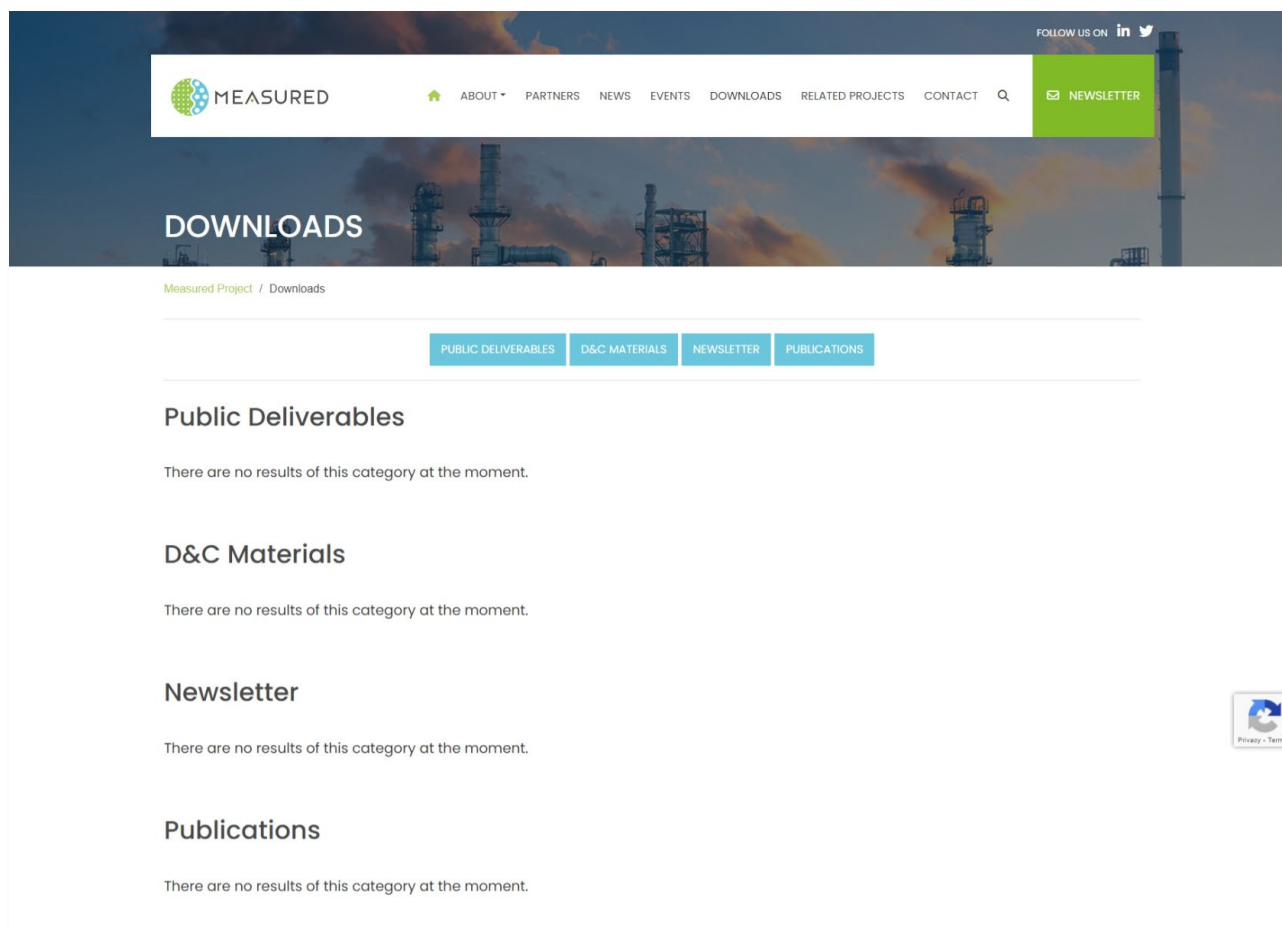 FOLLOW US ON
MEASURED
ABOUT PARTNERS NEWS EVENTS DOWNLOADS RELATED PROJECTS CONTACT NEWSLETTER
DOWNLOADS
Measured Project / Downloads
PUBLIC DELIVERABLES D&C MATERIALS NEWSLETTER PUBLICATIONS
Public Deliverables
There are no results of this category at the moment.
D&C Materials
There are no results of this category at the moment.
Newsletter
There are no results of this category at the moment.
Privacy -
Publications
There are no results of this category at the moment.